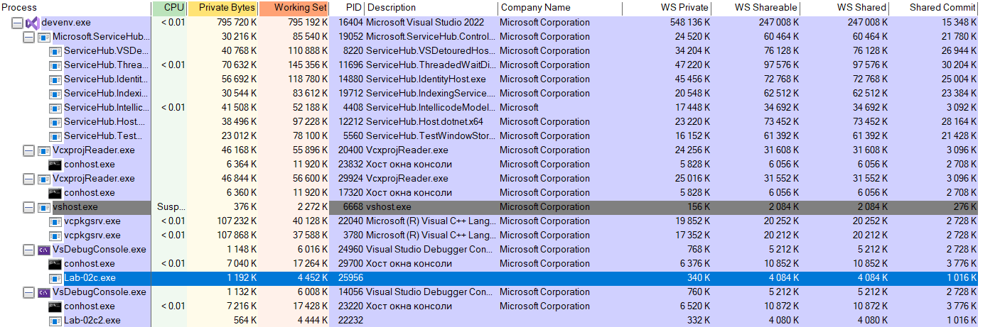 Process CPU Private Bytes Working Set PID Description Company Name WS Private WS Shareable WS Shared Shared Commit
devenv.exe < 0.01 795 720 K 795 192 K 16404 Microsoft Visual Studio 2022 Microsoft Corporation 548 136 K 247 008 K 247 008 K 15 348 K
Microsoft.ServiceHub... 30 216 K 85 540 K 19052 Microsoft.ServiceHub.Control... Microsoft Corporation 24 520 K 60 464 K 60 464 K 21 780 K
ServiceHub.VSDe... 40 768 K 110 888 K 8220 ServiceHub.VSDetouredHos... Microsoft Corporation 34 204 K 76 128 K 76 128 K 26 944 K
ServiceHub.Threa... < 0.01 70 632 K 145 356 K 11696 ServiceHub.ThreadedWaitDi... Microsoft Corporation 47 220 K 97 576 K 97 576 K 30 204 K
ServiceHub.Identit... 56 692 K 118 780 K 14880 ServiceHub.IdentityHost.exe Microsoft Corporation 45 456 K 72 768 K 72 768 K 25 004 K
ServiceHub.Indexi... 30 544 K 83 612 K 19712 ServiceHub.IndexingService.... Microsoft Corporation 20 548 K 62 512 K 62 512 K 23 384 K
ServiceHub.Intellic... < 0.01 41 508 K 52 188 K 4408 ServiceHub.IntellicodeModel... Microsoft 17 448 K 34 692 K 34 692 K 3 092 K
ServiceHub.Host.... 38 496 K 97 228 K 12212 ServiceHub.Host.dotnet.x64 Microsoft Corporation 23 220 K 73 452 K 73 452 K 28 164 K
ServiceHub.Test... 23 012 K 78 100 K 5560 ServiceHub.TestWindowStor... Microsoft Corporation 16 152 K 61 392 K 61 392 K 21 428 K
VcxprojReader.exe 46 168 K 55 896 K 20400 VcxprojReader.exe Microsoft Corporation 24 256 K 31 608 K 31 608 K 3 096 K
conhost.exe 6 364 K 11 920 K 23832 Хост окна консоли Microsoft Corporation 5 828 K 6 056 K 6 056 K 2 708 K
VcxprojReader.exe 46 844 K 56 600 K 29924 VcxprojReader.exe Microsoft Corporation 25 016 K 31 552 K 31 552 K 3 096 K
conhost.exe 6 360 K 11 920 K 17320 Хост окна консоли Microsoft Corporation 5 828 K 6 056 K 6 056 K 2 708 K
vshost.exe Susp... 376 K 2 272 K 6668 vshost.exe Microsoft Corporation 156 K 2 084 K 2 084 K 276 K
vcpkgsrv.exe < 0.01 107 232 K 40 128 K 22040 Microsoft (R) Visual C++ Lang... Microsoft Corporation 19 852 K 20 252 K 20 252 K 2 728 K
vcpkgsrv.exe < 0.01 107 868 K 37 588 K 3780 Microsoft (R) Visual C++ Lang... Microsoft Corporation 17 352 K 20 212 K 20 212 K 2 728 K
VsDebugConsole.exe 1 148 K 6 016 K 24960 Visual Studio Debugger Con... Microsoft Corporation 768 K 5 212 K 5 212 K 2 728 K
conhost.exe < 0.01 7 040 K 17 264 K 29700 Хост окна консоли Microsoft Corporation 6 376 K 10 852 K 10 852 K 3 776 K
Lab-02c.exe 1 192 K 4 452 K 25956 340 K 4 084 K 4 084 K 1 016 K
VsDebugConsole.exe 1 132 K 6 008 K 14056 Visual Studio Debugger Con... Microsoft Corporation 760 K 5 212 K 5 212 K 2 728 K
conhost.exe < 0.01 7 216 K 17 428 K 23220 Хост окна консоли Microsoft Corporation 6 520 K 10 872 K 10 872 K 3 776 K
Lab-02c2.exe 564 K 4 444 K 22232 332 K 4 080 K 4 080 K 1 016 K